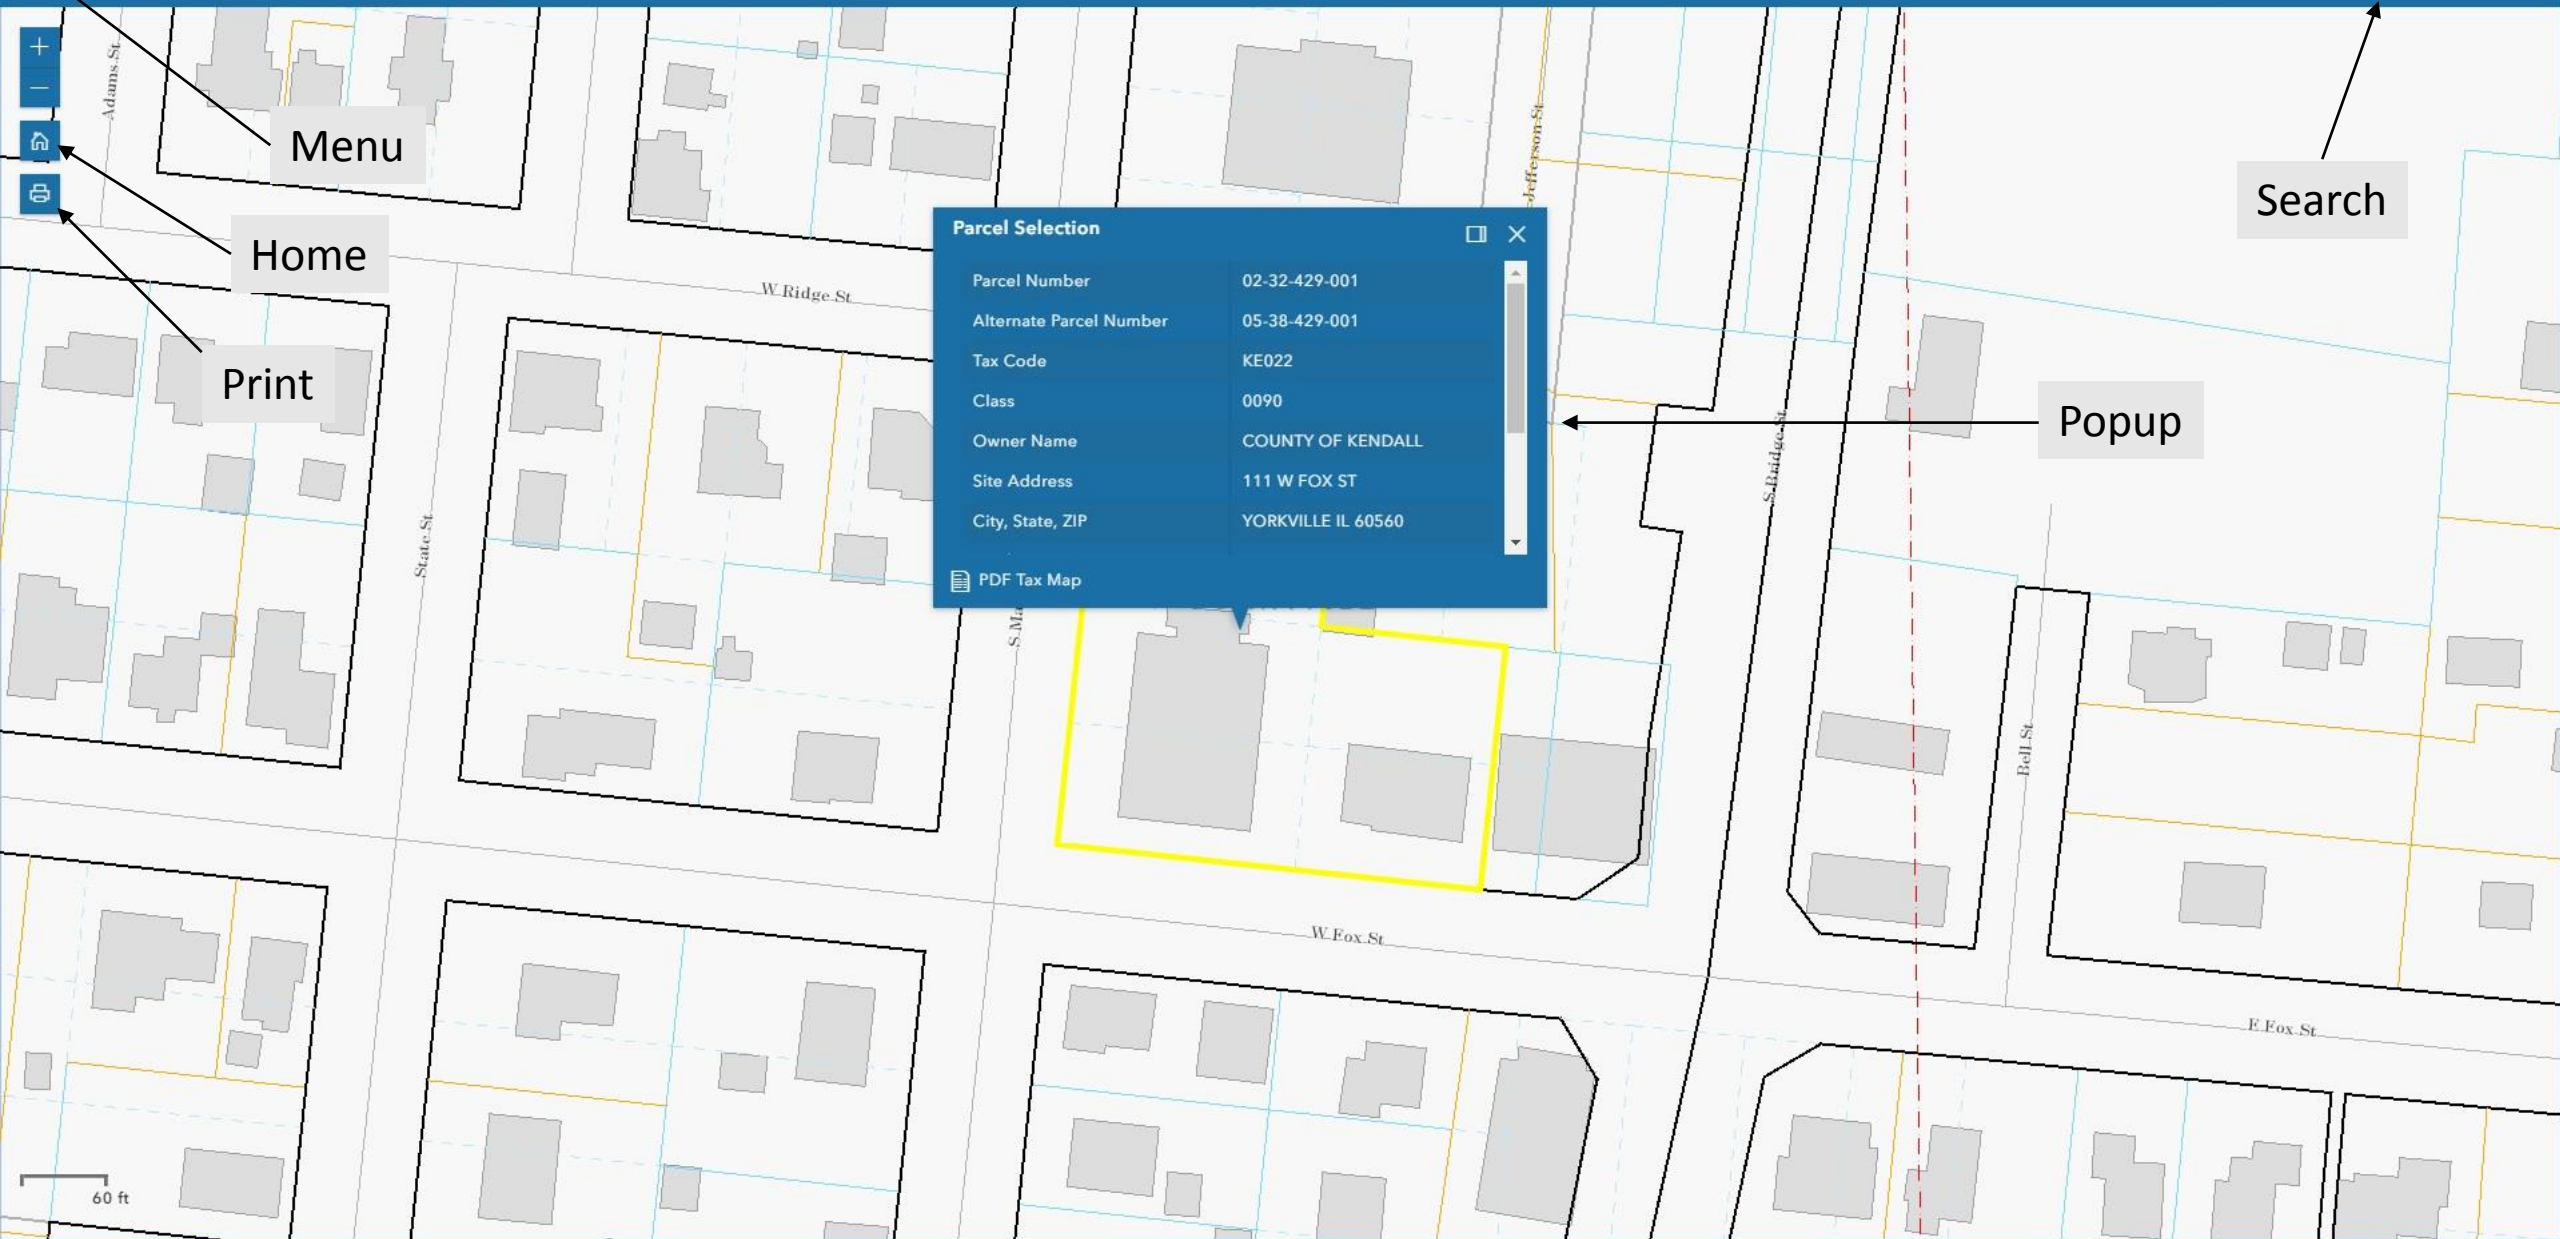 Adams St
Menu
Home
Print
Search
Popup
Jefferson St
W Ridge St
Parcel Selection
Parcel Number 02-32-429-001
Alternate Parcel Number 05-38-429-001
Tax Code KE022
Class 0090
Owner Name COUNTY OF KENDALL
Site Address 111 W FOX ST
City, State, ZIP YORKVILLE IL 60560
PDF Tax Map
State St
S Ma
S Bridge St
Bell St
W Fox St
E Fox St
60 ft